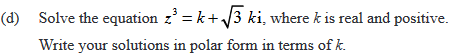 (d) Solve the equation z³ = k + √3 ki, where k is real and positive.
Write your solutions in polar form in terms of k.